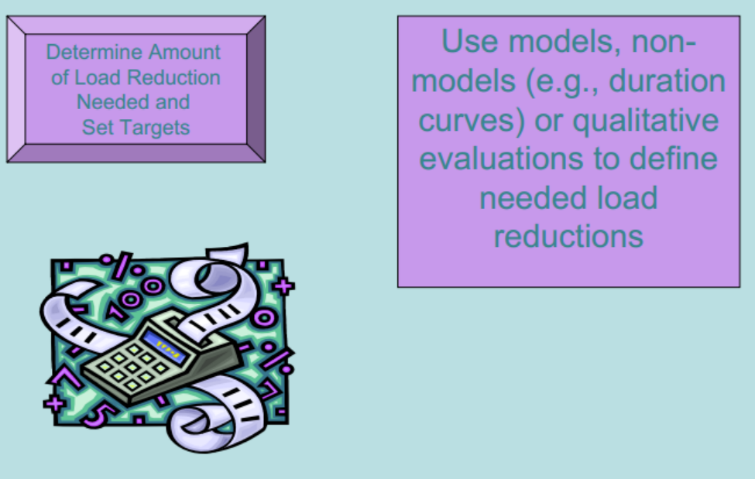 Determine Amount
of Load Reduction
Needed and
Set Targets
Use models, non-
models (e.g., duration
curves) or qualitative
evaluations to define
needed load
reductions